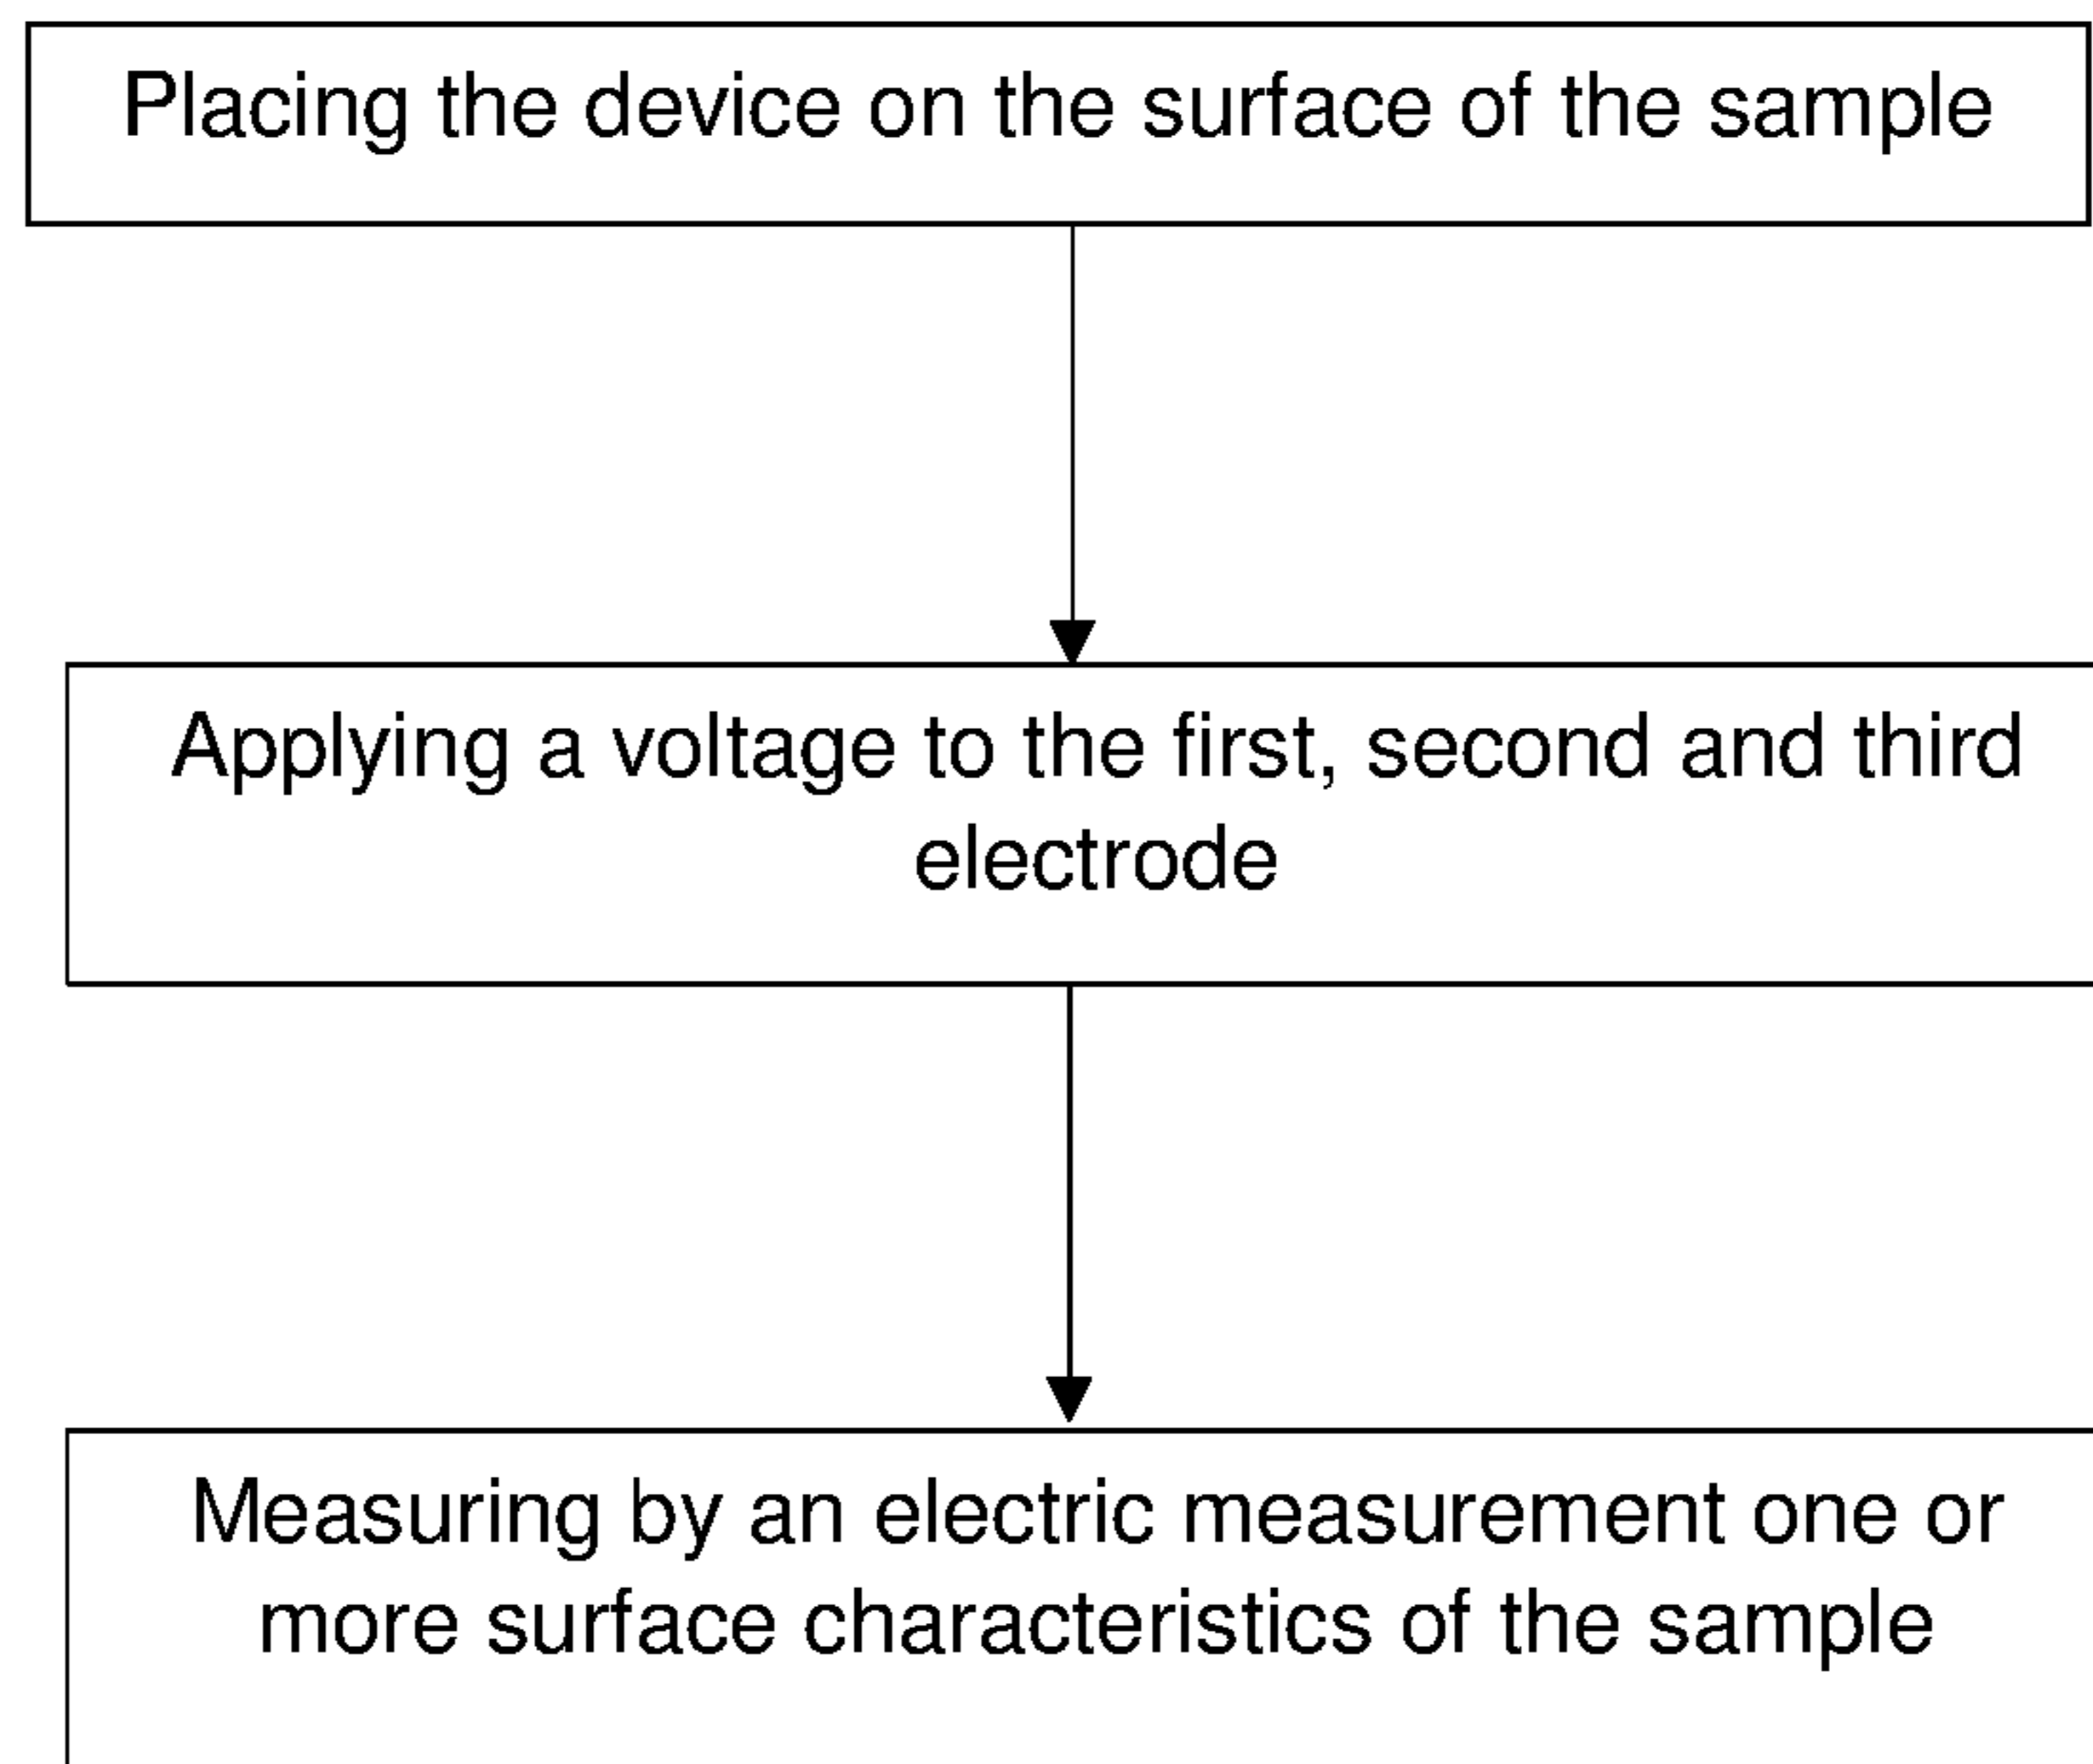 Placing the device on the surface of the sample
Applying a voltage to the first, second and third
electrode
Measuring by an electric measurement one or
more surface characteristics of the sample